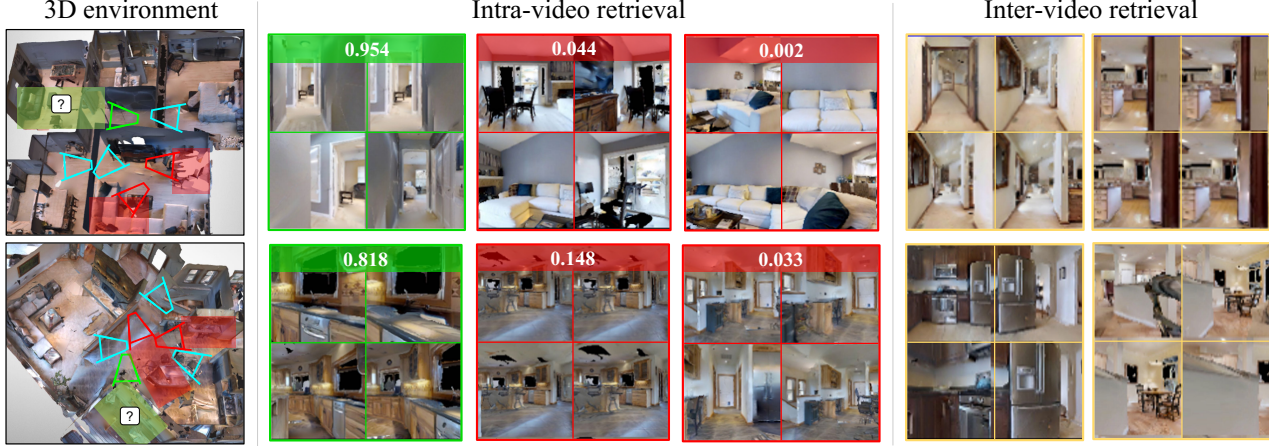 3D environment
Intra-video retrieval
Inter-video retrieval
?
0.954
0.044
0.002
?
0.818
0.148
0.033